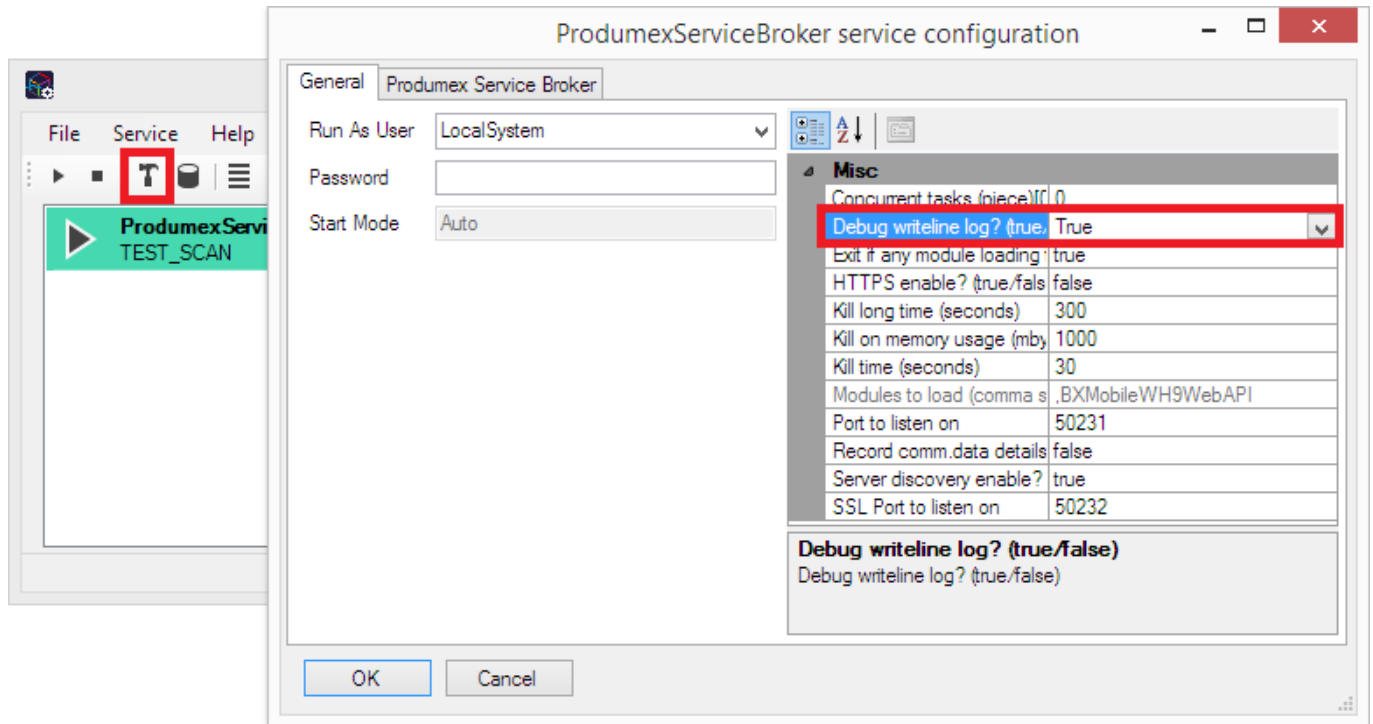 ProdumexServiceBroker service configuration
File Service Help
ProdumexServi
TEST_SCAN
General Produmex Service Broker
Run As User LocalSystem
Password
Start Mode Auto
Misc
Concurrent tasks (piece)[( 0
Debug writeline log? (true, True
Exit if any module loading true
HTTPS enable? (true/fals false
Kill long time (seconds) 300
Kill on memory usage (mby 1000
Kill time (seconds) 30
Modules to load (comma s ,BXMobileWH9WebAPI
Port to listen on 50231
Record comm.data details false
Server discovery enable? true
SSL Port to listen on 50232
Debug writeline log? (true/false)
Debug writeline log? (true/false)
OK Cancel